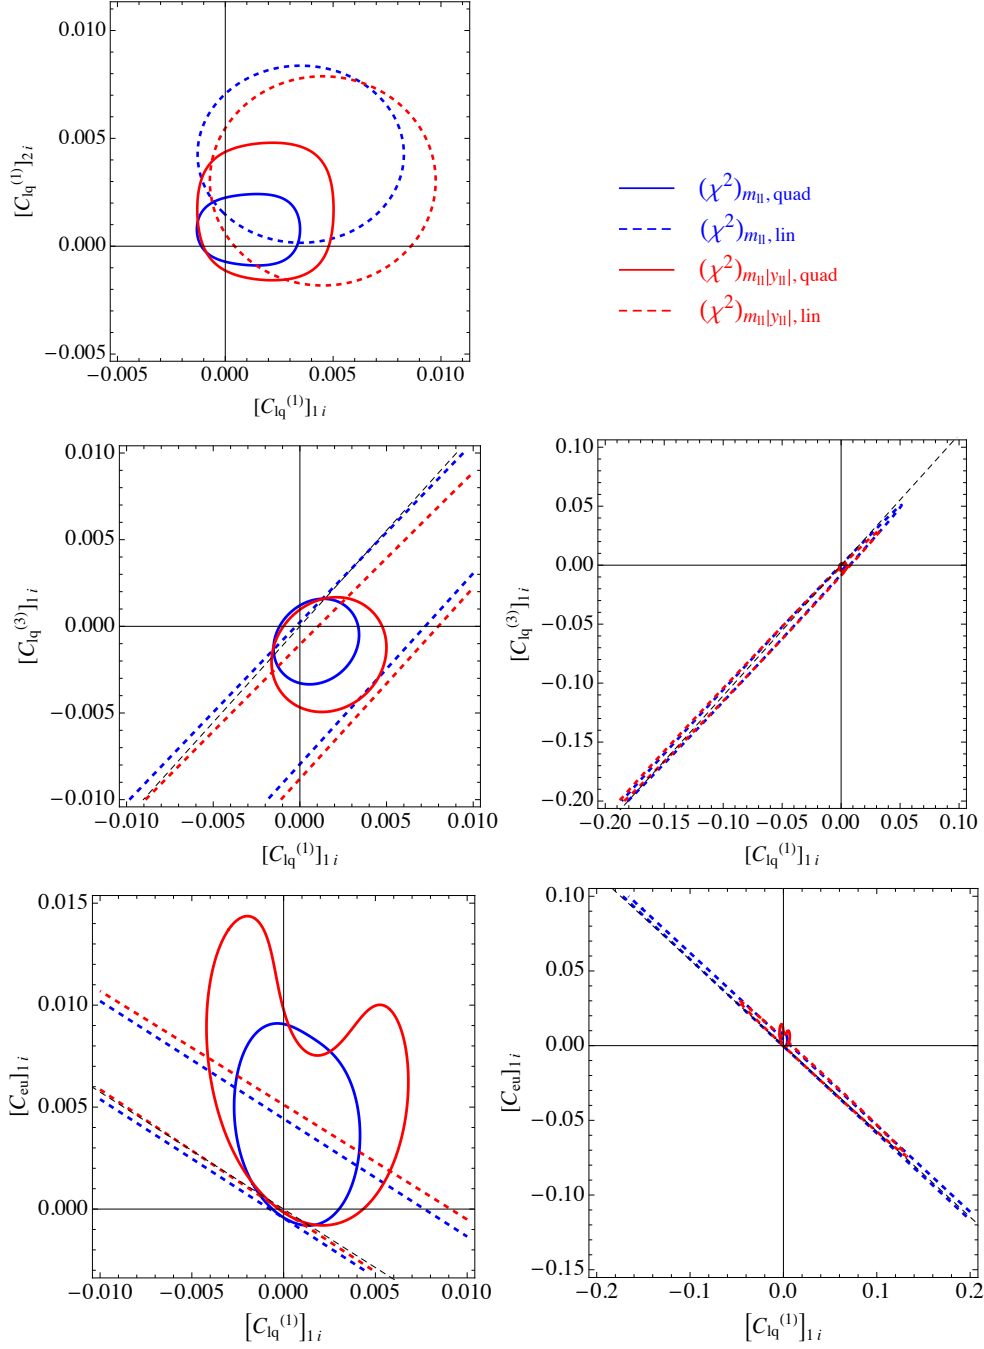 0.010
0.005
0.000
−0.005
[C_lq^(1)]_2i
−0.005 0.000 0.005 0.010
[C_lq^(1)]_1i
(χ²)_mll, quad
(χ²)_mll, lin
(χ²)_mll|yll|, quad
(χ²)_mll|yll|, lin
0.010
0.005
0.000
−0.005
−0.010
[C_lq^(3)]_1i
−0.010 −0.005 0.000 0.005 0.010
[C_lq^(1)]_1i
0.10
0.05
0.00
−0.05
−0.10
−0.15
−0.20
[C_lq^(3)]_1i
−0.20 −0.15 −0.10 −0.05 0.00 0.05 0.10
[C_lq^(1)]_1i
0.015
0.010
0.005
0.000
[C_eu]_1i
−0.010 −0.005 0.000 0.005 0.010
[C_lq^(1)]_1i
0.10
0.05
0.00
−0.05
−0.10
−0.15
[C_eu]_1i
−0.2 −0.1 0.0 0.1 0.2
[C_lq^(1)]_1i